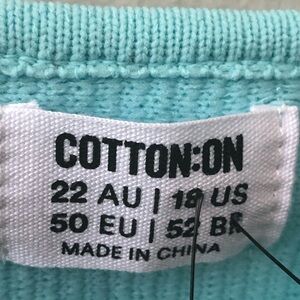 COTTON:ON
22 AU | 18 US
50 EU | 52 BR
MADE IN CHINA